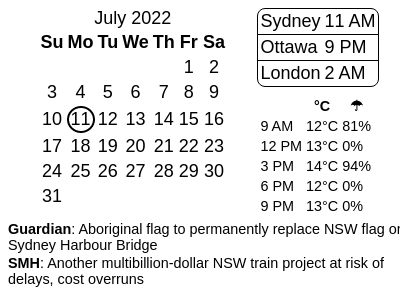 July 2022
Su Mo Tu We Th Fr Sa
1 2
3 4 5 6 7 8 9
10 11 12 13 14 15 16
17 18 19 20 21 22 23
24 25 26 27 28 29 30
31
Sydney 11 AM
Ottawa 9 PM
London 2 AM
°C ☂
9 AM 12°C 81%
12 PM 13°C 0%
3 PM 14°C 94%
6 PM 12°C 0%
9 PM 13°C 0%
Guardian: Aboriginal flag to permanently replace NSW flag on
Sydney Harbour Bridge
SMH: Another multibillion-dollar NSW train project at risk of
delays, cost overruns